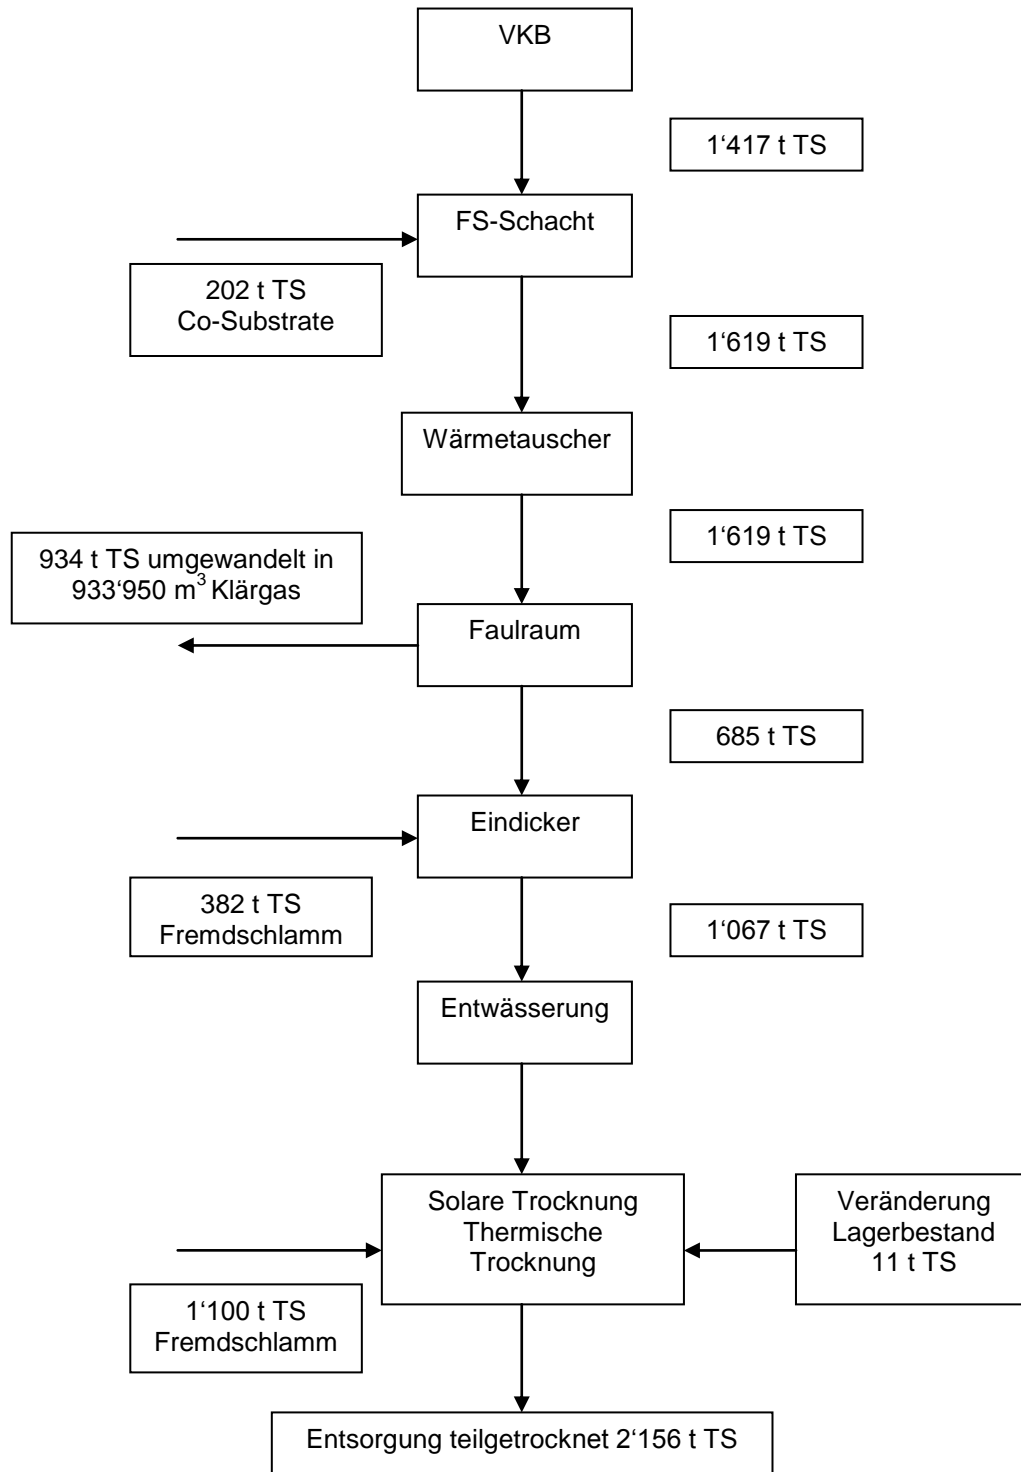 VKB
1‘417 t TS
FS-Schacht
202 t TS
Co-Substrate
1‘619 t TS
Wärmetauscher
934 t TS umgewandelt in
933‘950 m³ Klärgas
1‘619 t TS
Faulraum
685 t TS
Eindicker
382 t TS
Fremdschlamm
1‘067 t TS
Entwässerung
Solare Trocknung
Thermische
Trocknung
Veränderung
Lagerbestand
11 t TS
1‘100 t TS
Fremdschlamm
Entsorgung teilgetrocknet 2‘156 t TS